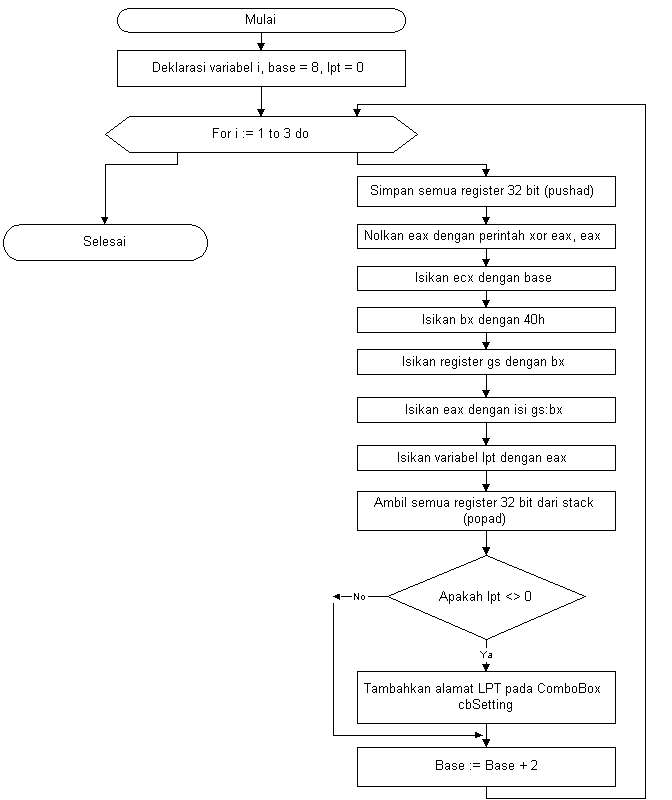 Mulai
Deklarasi variabel i, base = 8, lpt = 0
For i := 1 to 3 do
Simpan semua register 32 bit (pushad)
Nolkan eax dengan perintah xor eax, eax
Selesai
Isikan ecx dengan base
Isikan bx dengan 40h
Isikan register gs dengan bx
Isikan eax dengan isi gs:bx
Isikan variabel lpt dengan eax
Ambil semua register 32 bit dari stack
(popad)
Apakah lpt <> 0
No
Ya
Tambahkan alamat LPT pada ComboBox
cbSetting
Base := Base + 2